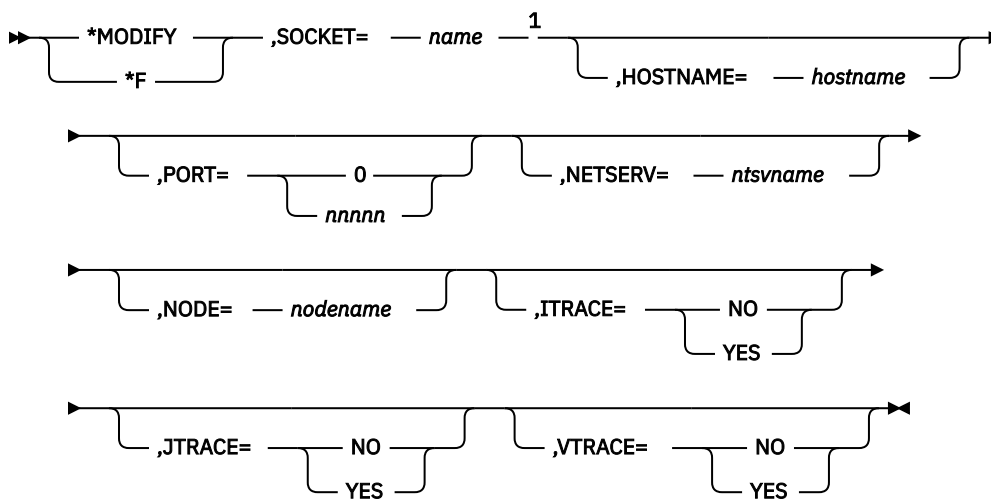 1
*MODIFY ,SOCKET= name
*F ,HOSTNAME= hostname
,PORT= 0 ,NETSERV= ntsvname
nnnnn
,NODE= nodename ,ITRACE= NO
YES
,JTRACE= NO ,VTRACE= NO
YES YES